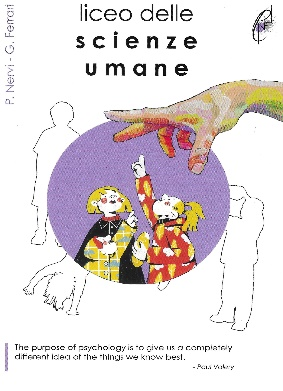 liceo delle
scienze
umane
P. Nervi - G. Ferrari
The purpose of psychology is to give us a completely
different idea of the things we know best.
- Paul Valery